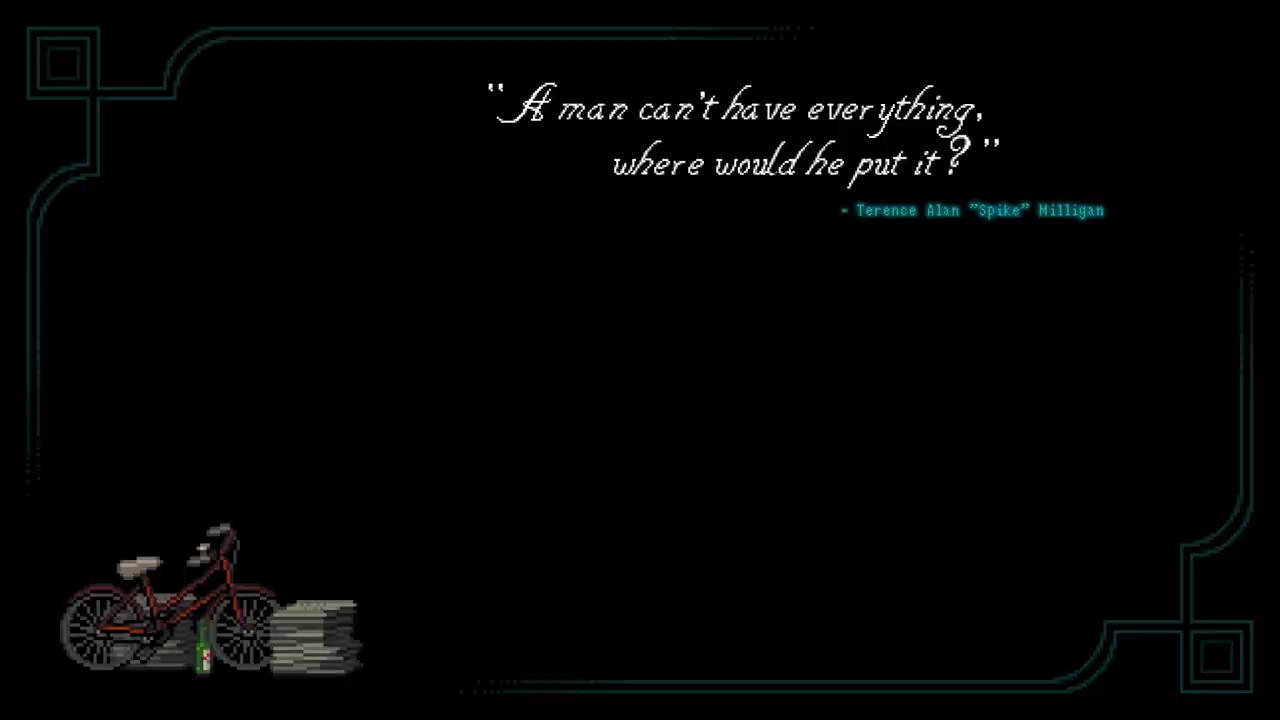 "A man can't have everything,
where would he put it?"
- Terence Alan "Spike" Milligan